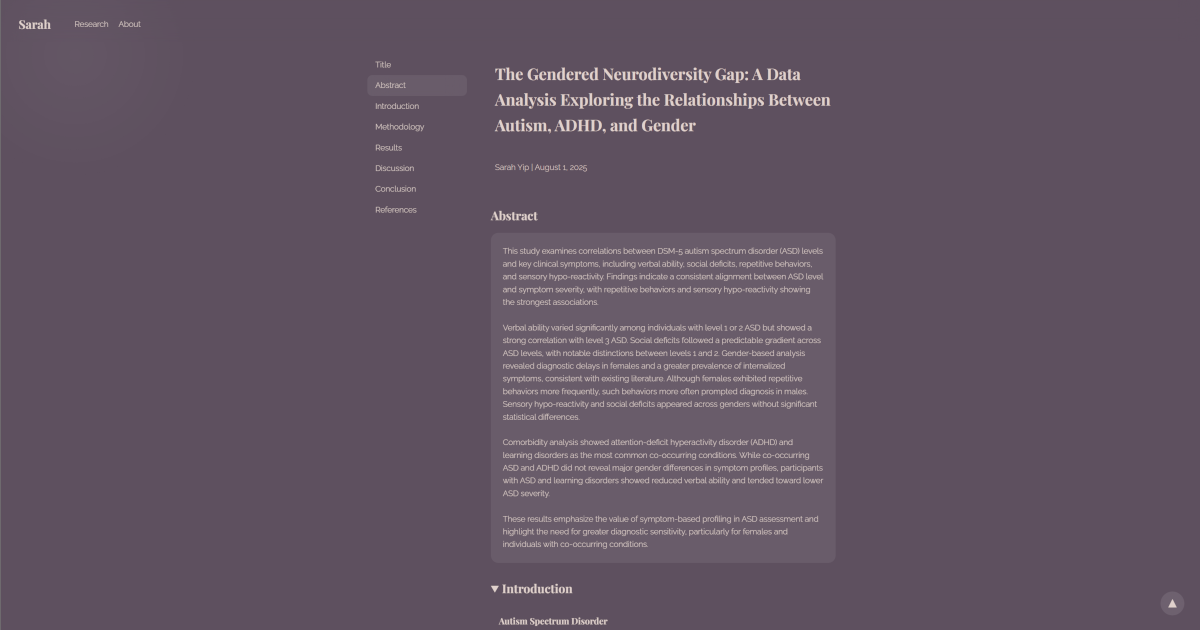 Sarah
Research
About
Title
Abstract
Introduction
Methodology
Results
Discussion
Conclusion
References
The Gendered Neurodiversity Gap: A Data
Analysis Exploring the Relationships Between
Autism, ADHD, and Gender
Sarah Yip | August 1, 2025
Abstract
This study examines correlations between DSM-5 autism spectrum disorder (ASD) levels
and key clinical symptoms, including verbal ability, social deficits, repetitive behaviors,
and sensory hypo-reactivity. Findings indicate a consistent alignment between ASD level
and symptom severity, with repetitive behaviors and sensory hypo-reactivity showing
the strongest associations.
Verbal ability varied significantly among individuals with level 1 or 2 ASD but showed a
strong correlation with level 3 ASD. Social deficits followed a predictable gradient across
ASD levels, with notable distinctions between levels 1 and 2. Gender-based analysis
revealed diagnostic delays in females and a greater prevalence of internalized
symptoms, consistent with existing literature. Although females exhibited repetitive
behaviors more frequently, such behaviors more often prompted diagnosis in males.
Sensory hypo-reactivity and social deficits appeared across genders without significant
statistical differences.
Comorbidity analysis showed attention-deficit hyperactivity disorder (ADHD) and
learning disorders as the most common co-occurring conditions. While co-occurring
ASD and ADHD did not reveal major gender differences in symptom profiles, participants
with ASD and learning disorders showed reduced verbal ability and tended toward lower
ASD severity.
These results emphasize the value of symptom-based profiling in ASD assessment and
highlight the need for greater diagnostic sensitivity, particularly for females and
individuals with co-occurring conditions.
▼ Introduction
Autism Spectrum Disorder